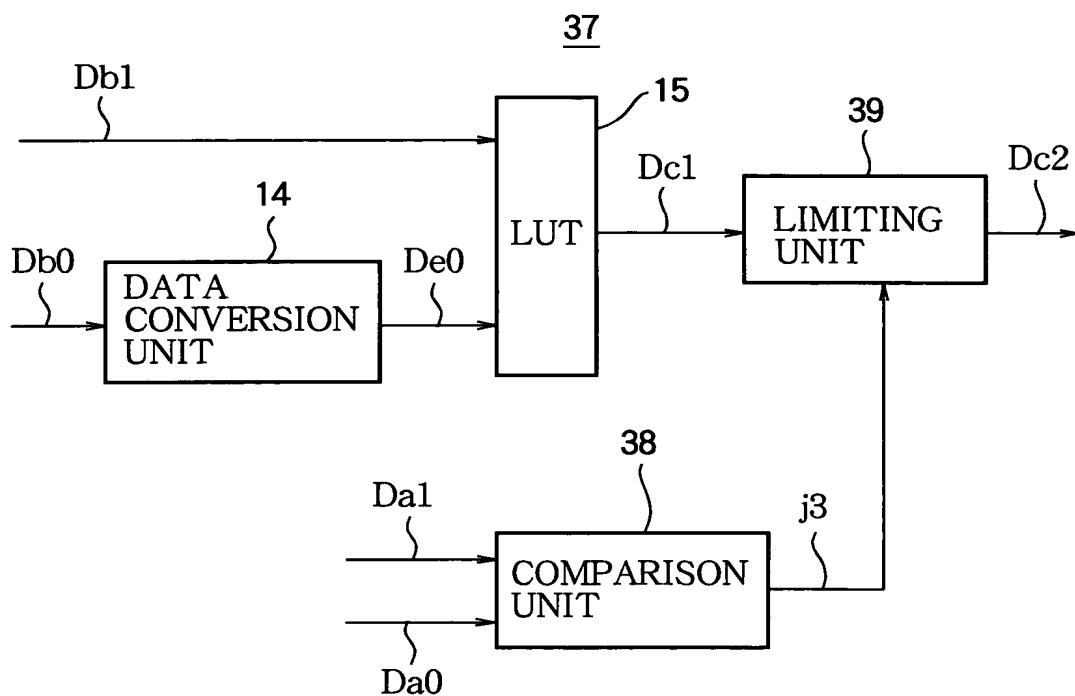 37
Db1
15
39
Dc1
Dc2
14
LUT
LIMITING
UNIT
Db0
De0
DATA
CONVERSION
UNIT
38
Da1
j3
COMPARISON
UNIT
Da0